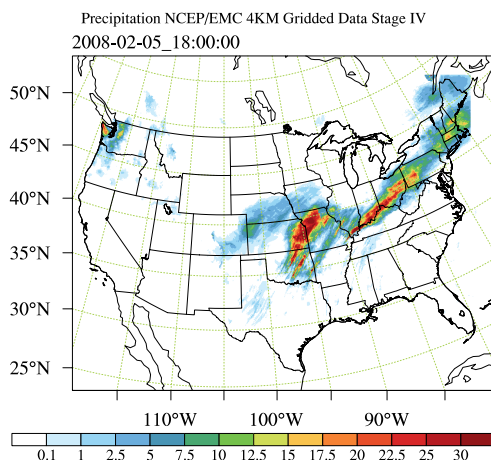 Precipitation NCEP/EMC 4KM Gridded Data Stage IV
2008-02-05_18:00:00
50°N
45°N
40°N
35°N
30°N
25°N
110°W 100°W 90°W
0.1 1 2.5 5 7.5 10 12.5 15 17.5 20 22.5 25 30